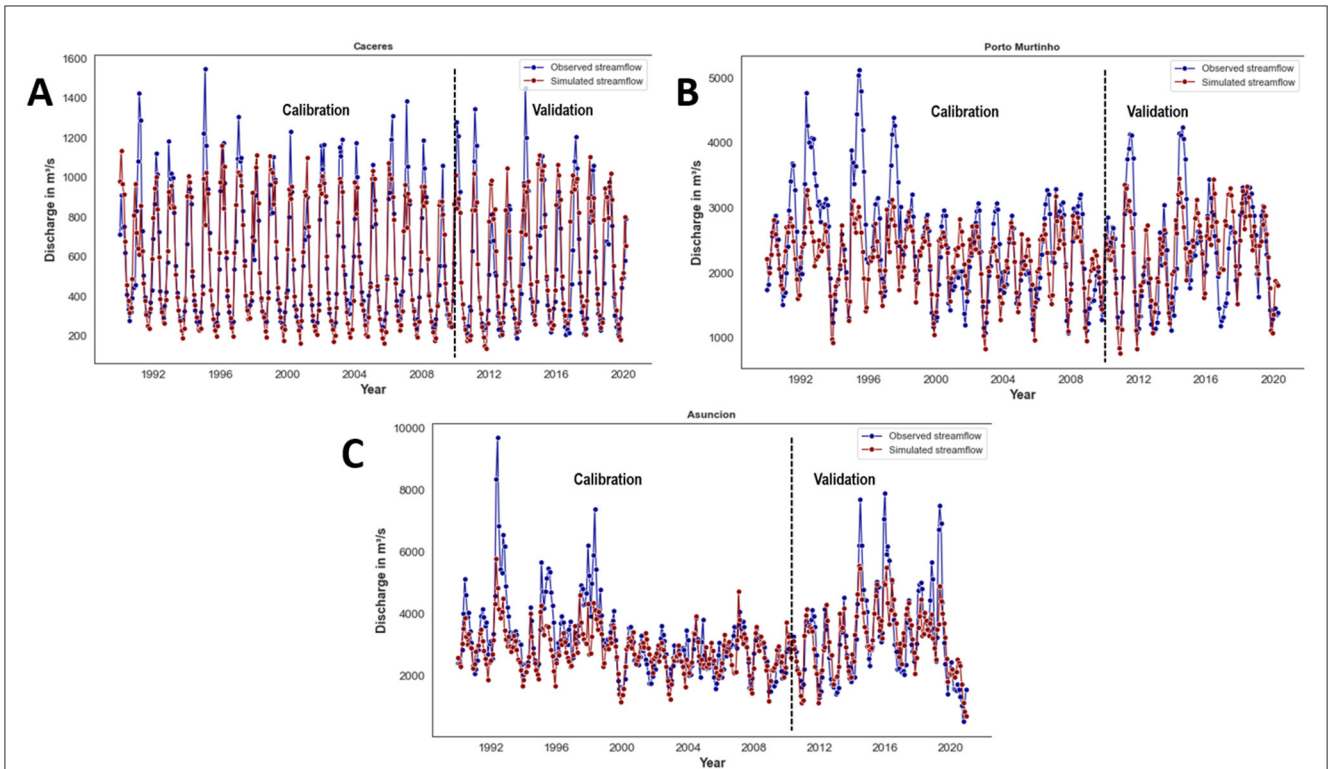 Caceres
A
Observed streamflow
Simulated streamflow
Calibration
Validation
Discharge in m³/s
1600
1400
1200
1000
800
600
400
200
1992 1996 2000 2004 2008 2012 2016 2020
Year
Porto Murtinho
B
Observed streamflow
Simulated streamflow
Calibration
Validation
Discharge in m³/s
5000
4000
3000
2000
1000
1992 1996 2000 2004 2008 2012 2016 2020
Year
Asuncion
C
Observed streamflow
Simulated streamflow
Calibration
Validation
Discharge in m³/s
10000
8000
6000
4000
2000
1992 1996 2000 2004 2008 2012 2016 2020
Year